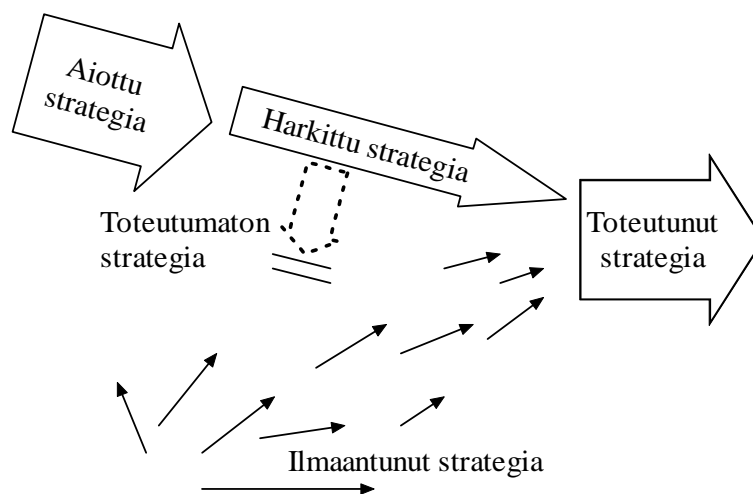 Aiottu
strategia
Harkittu strategia
Toteutumaton
strategia
Toteutunut
strategia
Ilmaantunut strategia